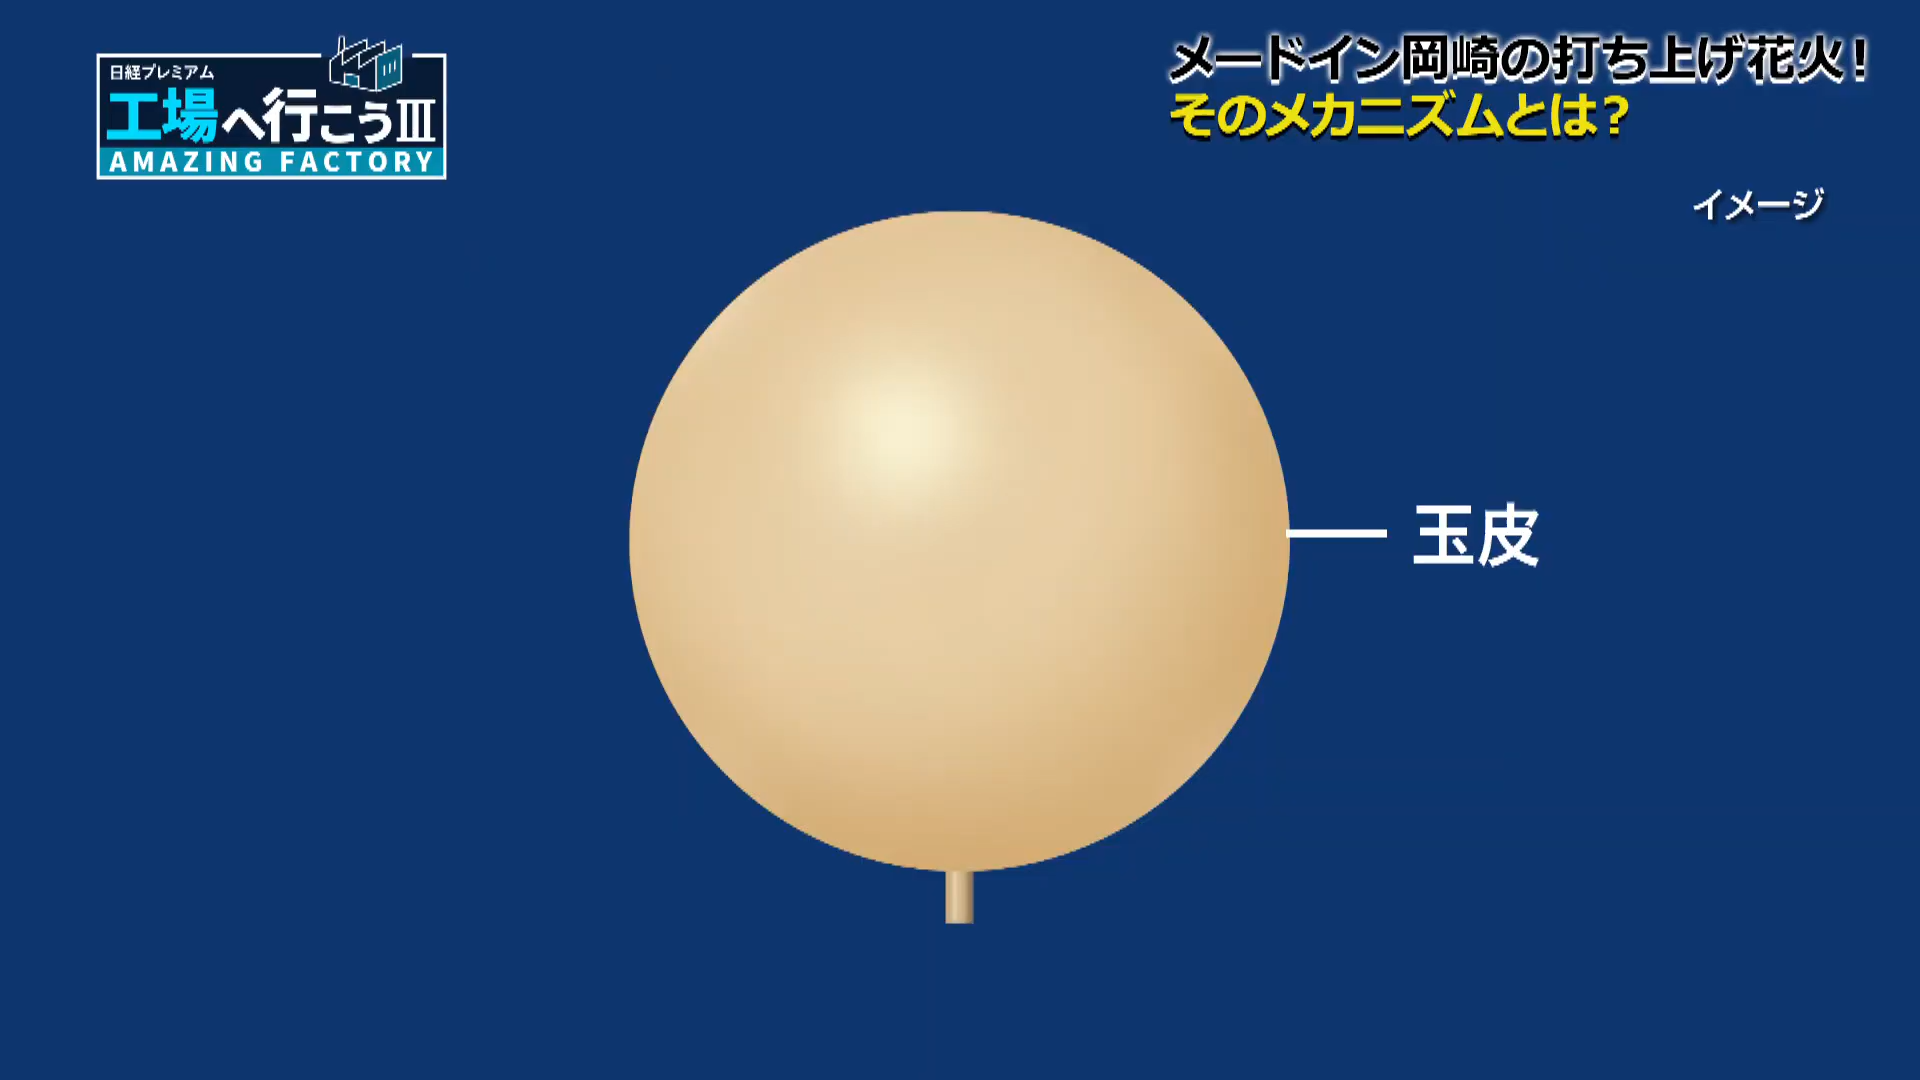 日経プレミアム
工場へ行こうⅢ
AMAZING FACTORY
メードイン岡崎の打ち上げ花火！
そのメカニズムとは？
イメージ
玉皮